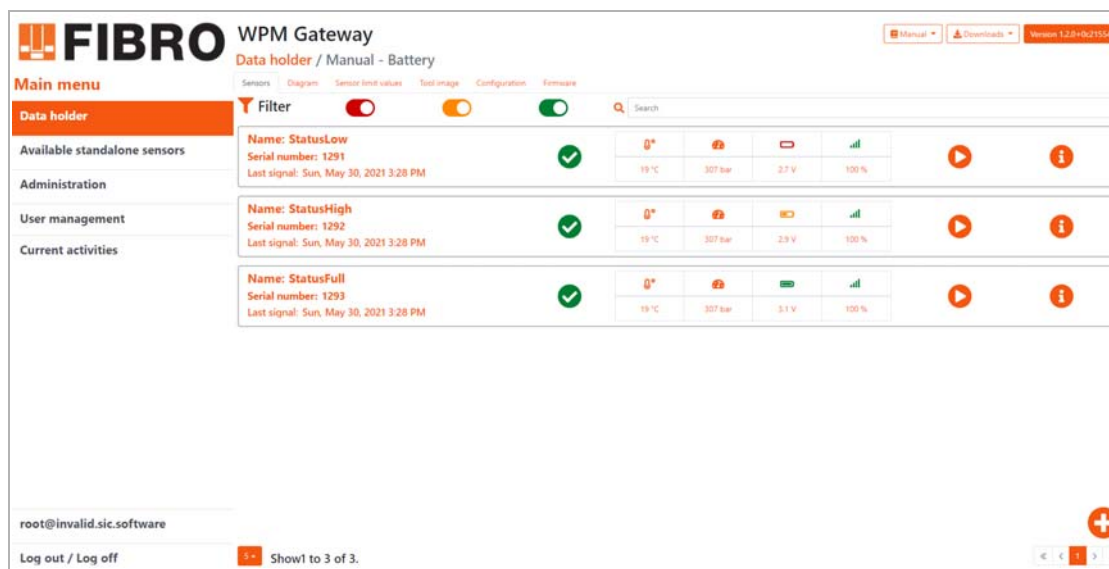 FIBRO
WPM Gateway
Manual
Downloads
Data holder / Manual - Battery
Main menu
Sensors Diagram Sensor limit values Tool image Configuration Firmware
Filter
Search
Data holder
Available standalone sensors
Administration
User management
Current activities
Name: StatusLow
Serial number: 1291
Last signal: Sun, May 30, 2021 3:28 PM
19 °C 307 bar 2.7 V 100 %
Name: StatusHigh
Serial number: 1292
Last signal: Sun, May 30, 2021 3:28 PM
19 °C 307 bar 2.9 V 100 %
Name: StatusFull
Serial number: 1293
Last signal: Sun, May 30, 2021 3:28 PM
19 °C 307 bar 3.1 V 100 %
root@invalid.sic.software
Log out / Log off
5 Show1 to 3 of 3.
« ‹ 1 ›